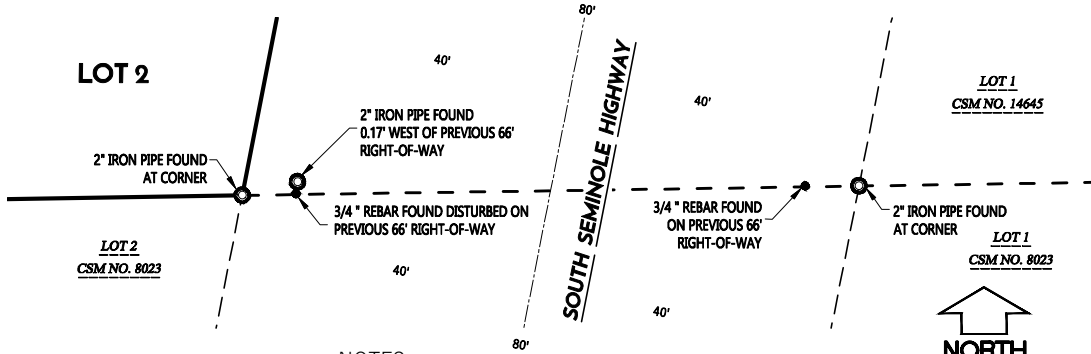 80'
LOT 2
40'
SOUTH SEMINOLE HIGHWAY
40'
LOT 1
CSM NO. 14645
2" IRON PIPE FOUND
0.17' WEST OF PREVIOUS 66'
RIGHT-OF-WAY
2" IRON PIPE FOUND
AT CORNER
3/4 " REBAR FOUND DISTURBED ON
PREVIOUS 66' RIGHT-OF-WAY
3/4 " REBAR FOUND
ON PREVIOUS 66'
RIGHT-OF-WAY
2" IRON PIPE FOUND
AT CORNER
LOT 2
CSM NO. 8023
LOT 1
CSM NO. 8023
40'
40'
80'
NOTES
NORTH